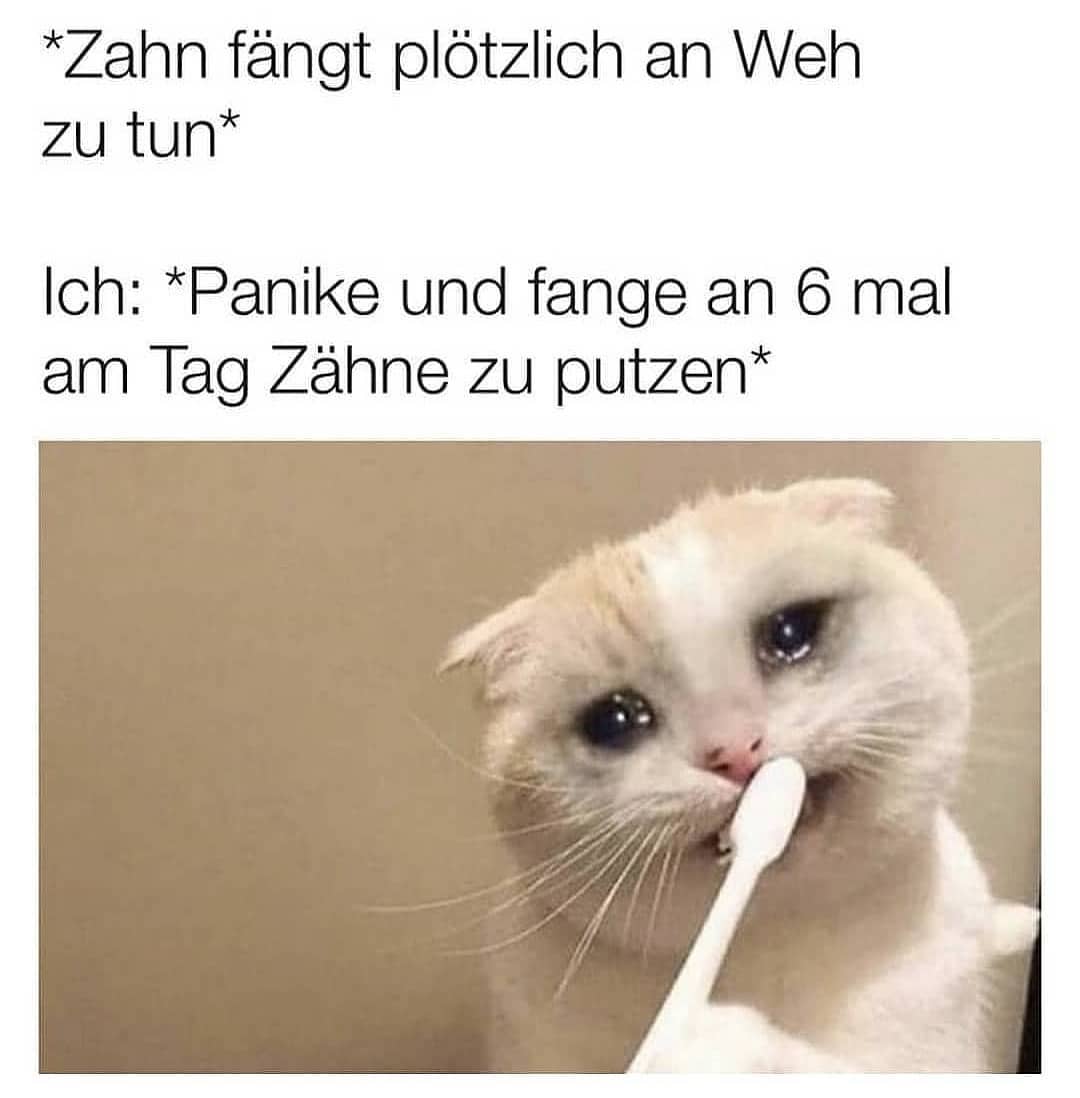 *Zahn fängt plötzlich an Weh
zu tun*
Ich: *Panike und fange an 6 mal
am Tag Zähne zu putzen*